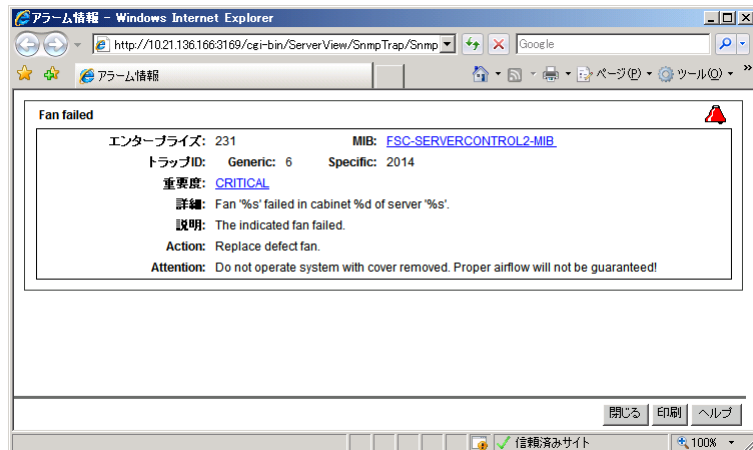 アラーム情報 - Windows Internet Explorer
http://10.21.136.166:3169/cgi-bin/ServerView/SnmpTrap/Snmp
Google
アラーム情報
ページ(P) ツール(O) »
Fan failed
エンタープライズ: 231 MIB: FSC-SERVERCONTROL2-MIB
トラップID: Generic: 6 Specific: 2014
重要度: CRITICAL
詳細: Fan '%s' failed in cabinet %d of server '%s'.
説明: The indicated fan failed.
Action: Replace defect fan.
Attention: Do not operate system with cover removed. Proper airflow will not be guaranteed!
閉じる 印刷 ヘルプ
信頼済みサイト 100%